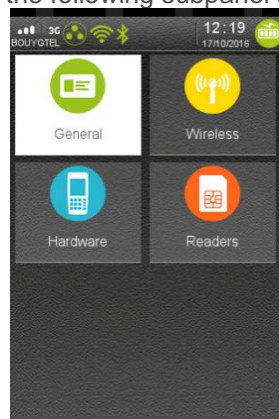 the following subpanel
3G
BOUYGTEL
12:19
17/10/2016
General
Wireless
Hardware
Readers